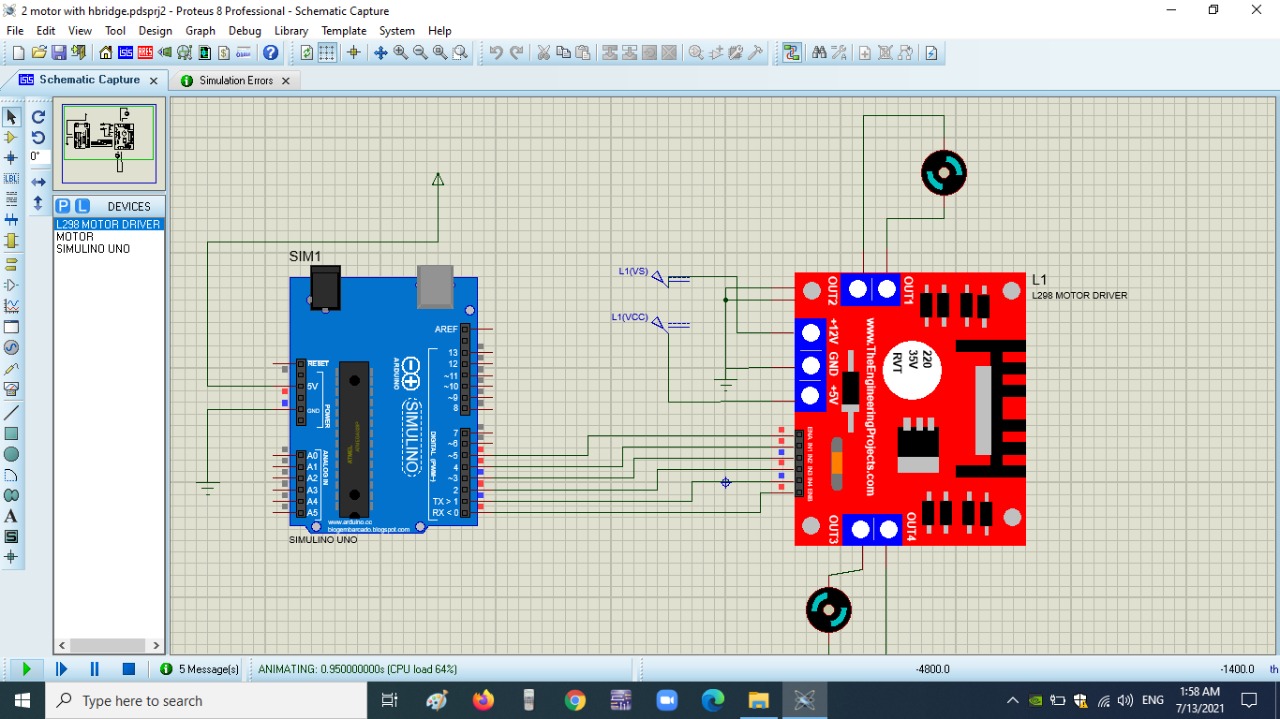 2 motor with hbridge.pdsprj2 - Proteus 8 Professional - Schematic Capture
File Edit View Tool Design Graph Debug Library Template System Help
Schematic Capture
Simulation Errors
0°
P L DEVICES
L298 MOTOR DRIVER
MOTOR
SIMULINO UNO
SIM1
AREF
13
12
~11
~10
~9
8
7
~6
~5
4
~3
2
TX > 1
RX < 0
RESET
5V
GND
POWER
A0
A1
A2
A3
A4
A5
ANALOG IN
ARDUINO
SIMULINO
DIGITAL (PWM~)
www.arduino.cc
blogembarcado.blogspot.com
SIMULINO UNO
L1(VS)
L1(VCC)
L1
L298 MOTOR DRIVER
OUT2
OUT1
+12V
GND
+5V
220
35V
RVT
www.TheEngineeringProjects.com
ENA IN1 IN2 IN3 IN4 ENB
OUT3
OUT4
5 Message(s)
ANIMATING: 0.950000000s (CPU load 64%)
-4800.0
-1400.0
th
Type here to search
ENG
1:58 AM
7/13/2021